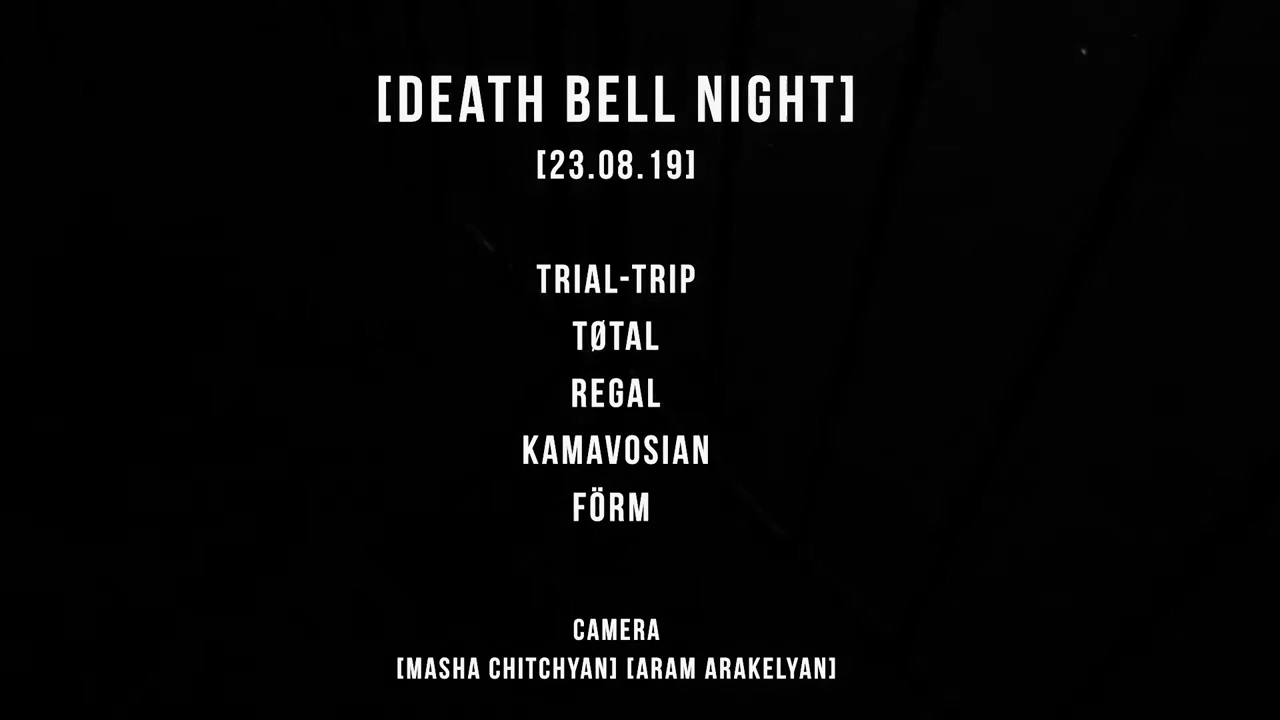 [DEATH BELL NIGHT]
[23.08.19]
TRIAL-TRIP
TØTAL
REGAL
KAMAVOSIAN
FÖRM
CAMERA
[MASHA CHITCHYAN] [ARAM ARAKELYAN]